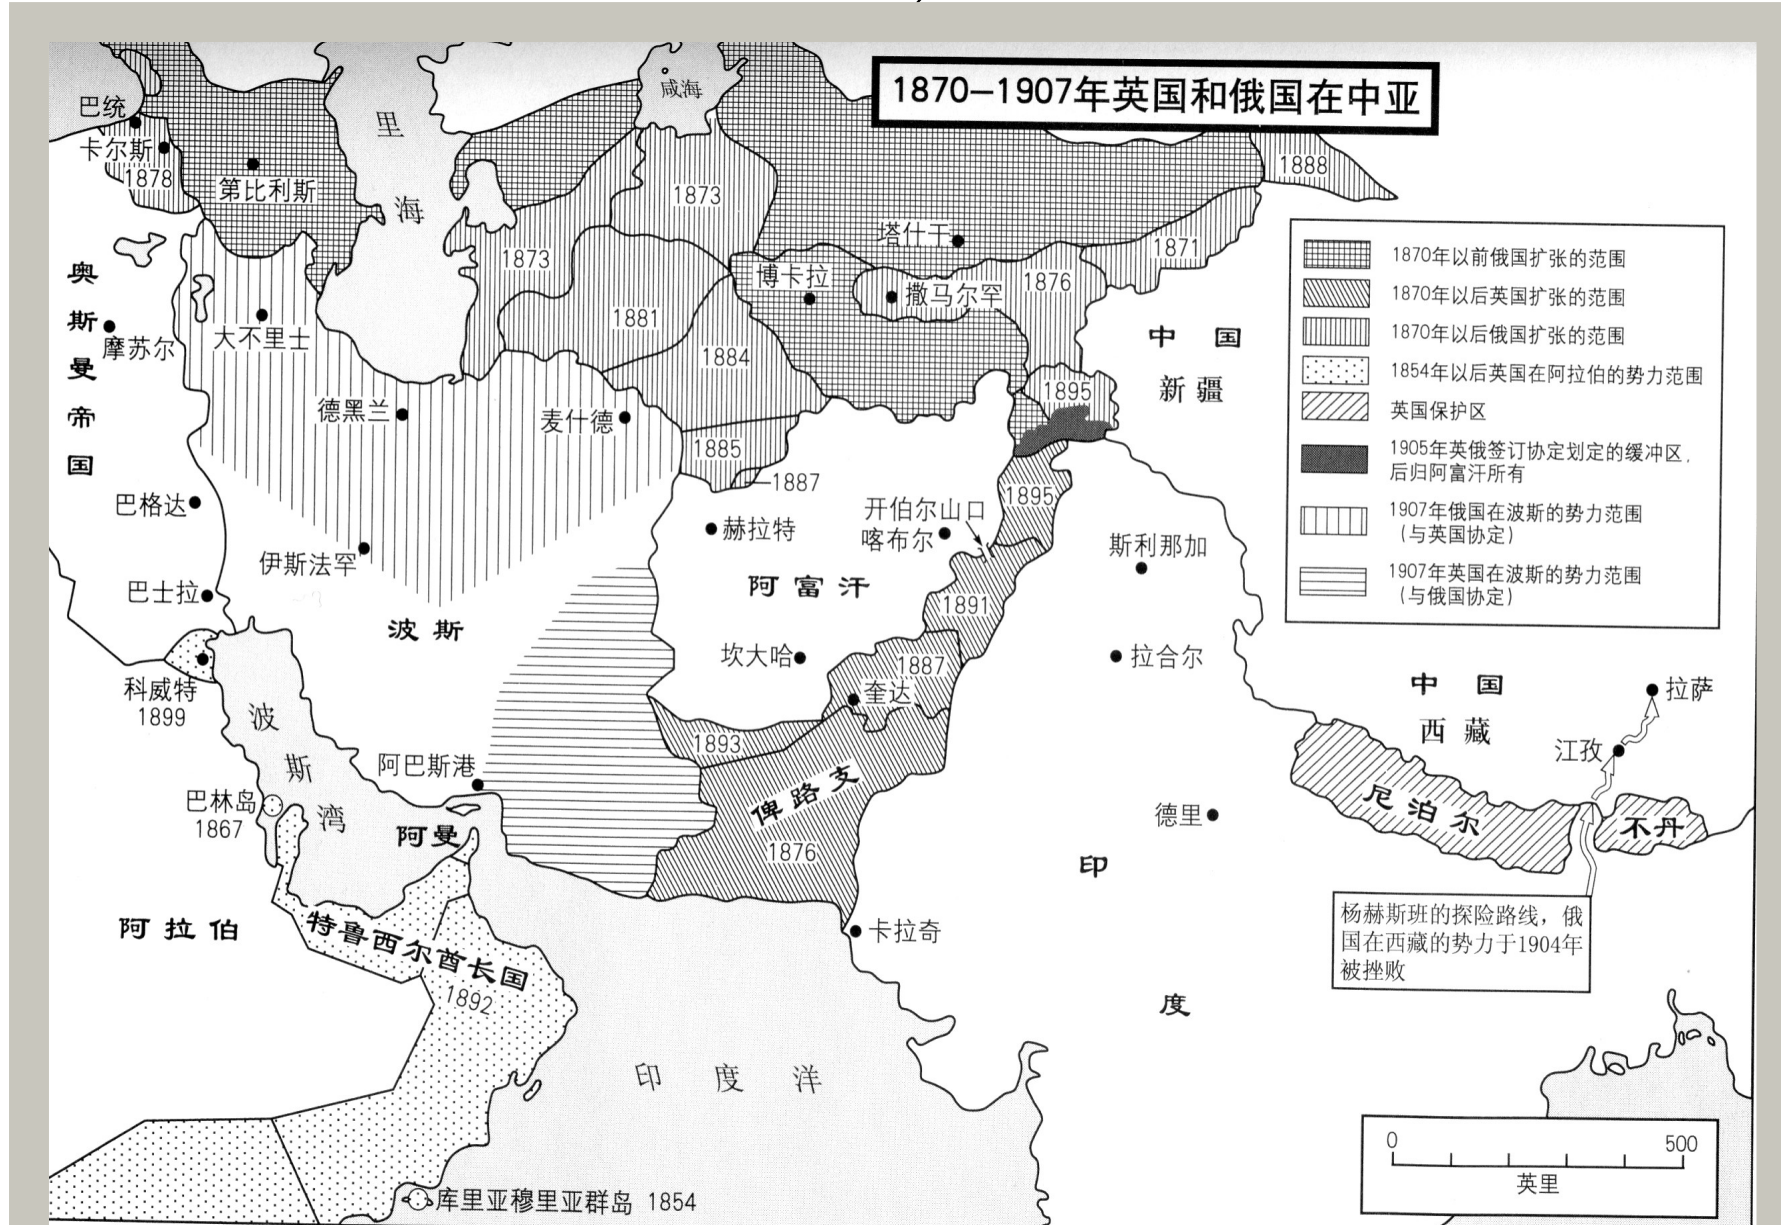 1870—1907年英国和俄国在中亚
咸海
里
海
巴统
卡尔斯
1878
第比利斯
1873
1873
1888
塔什干
1871
博卡拉
撒马尔罕
1876
1881
1884
1895
1885
1887
奥斯曼帝国
摩苏尔
大不里士
德黑兰
麦什德
中国
新疆
1870年以前俄国扩张的范围
1870年以后英国扩张的范围
1870年以后俄国扩张的范围
1854年以后英国在阿拉伯的势力范围
英国保护区
1905年英俄签订协定划定的缓冲区，
后归阿富汗所有
1907年俄国在波斯的势力范围
（与英国协定）
1907年英国在波斯的势力范围
（与俄国协定）
巴格达
伊斯法罕
赫拉特
开伯尔山口
喀布尔
1895
斯利那加
巴士拉
波斯
阿富汗
1891
坎大哈
1887
奎达
拉合尔
科威特
1899
波
斯
湾
1893
阿巴斯港
俾路支
1876
巴林岛
1867
阿曼
德里
中国
西藏
拉萨
江孜
尼泊尔
不丹
印
度
阿拉伯
特鲁西尔酋长国
1892
卡拉奇
杨赫斯班的探险路线，俄
国在西藏的势力于1904年
被挫败
印度洋
库里亚穆里亚群岛 1854
0
500
英里